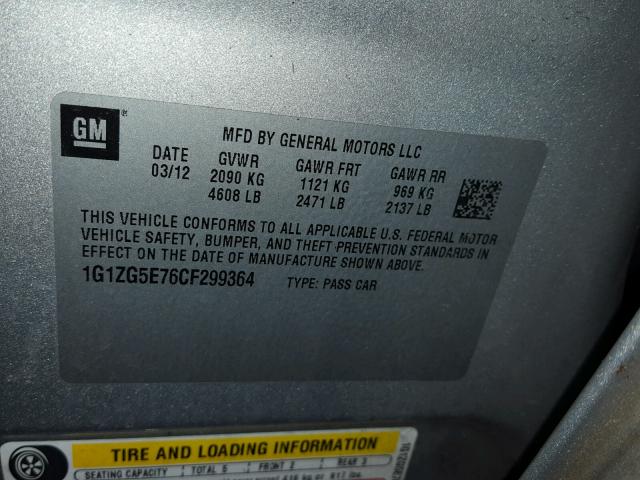 GM
MFD BY GENERAL MOTORS LLC
DATE GVWR GAWR FRT GAWR RR
03/12 2090 KG 1121 KG 969 KG
4608 LB 2471 LB 2137 LB
THIS VEHICLE CONFORMS TO ALL APPLICABLE U.S. FEDERAL MOTOR
VEHICLE SAFETY, BUMPER, AND THEFT PREVENTION STANDARDS IN
EFFECT ON THE DATE OF MANUFACTURE SHOWN ABOVE.
1G1ZG5E76CF299364 TYPE: PASS CAR
TIRE AND LOADING INFORMATION
SEATING CAPACITY TOTAL 5 FRONT 2 REAR 3